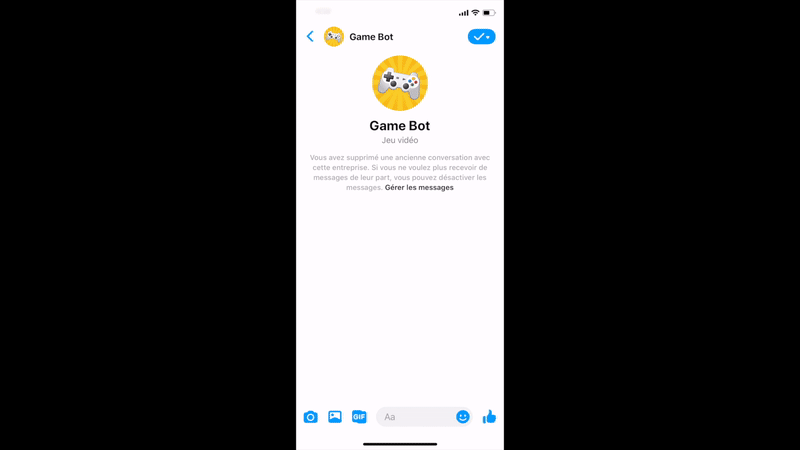 Game Bot
Game Bot
Jeu vidéo
Vous avez supprimé une ancienne conversation avec
cette entreprise. Si vous ne voulez plus recevoir de
messages de leur part, vous pouvez désactiver les
messages. Gérer les messages
GIF
Aa